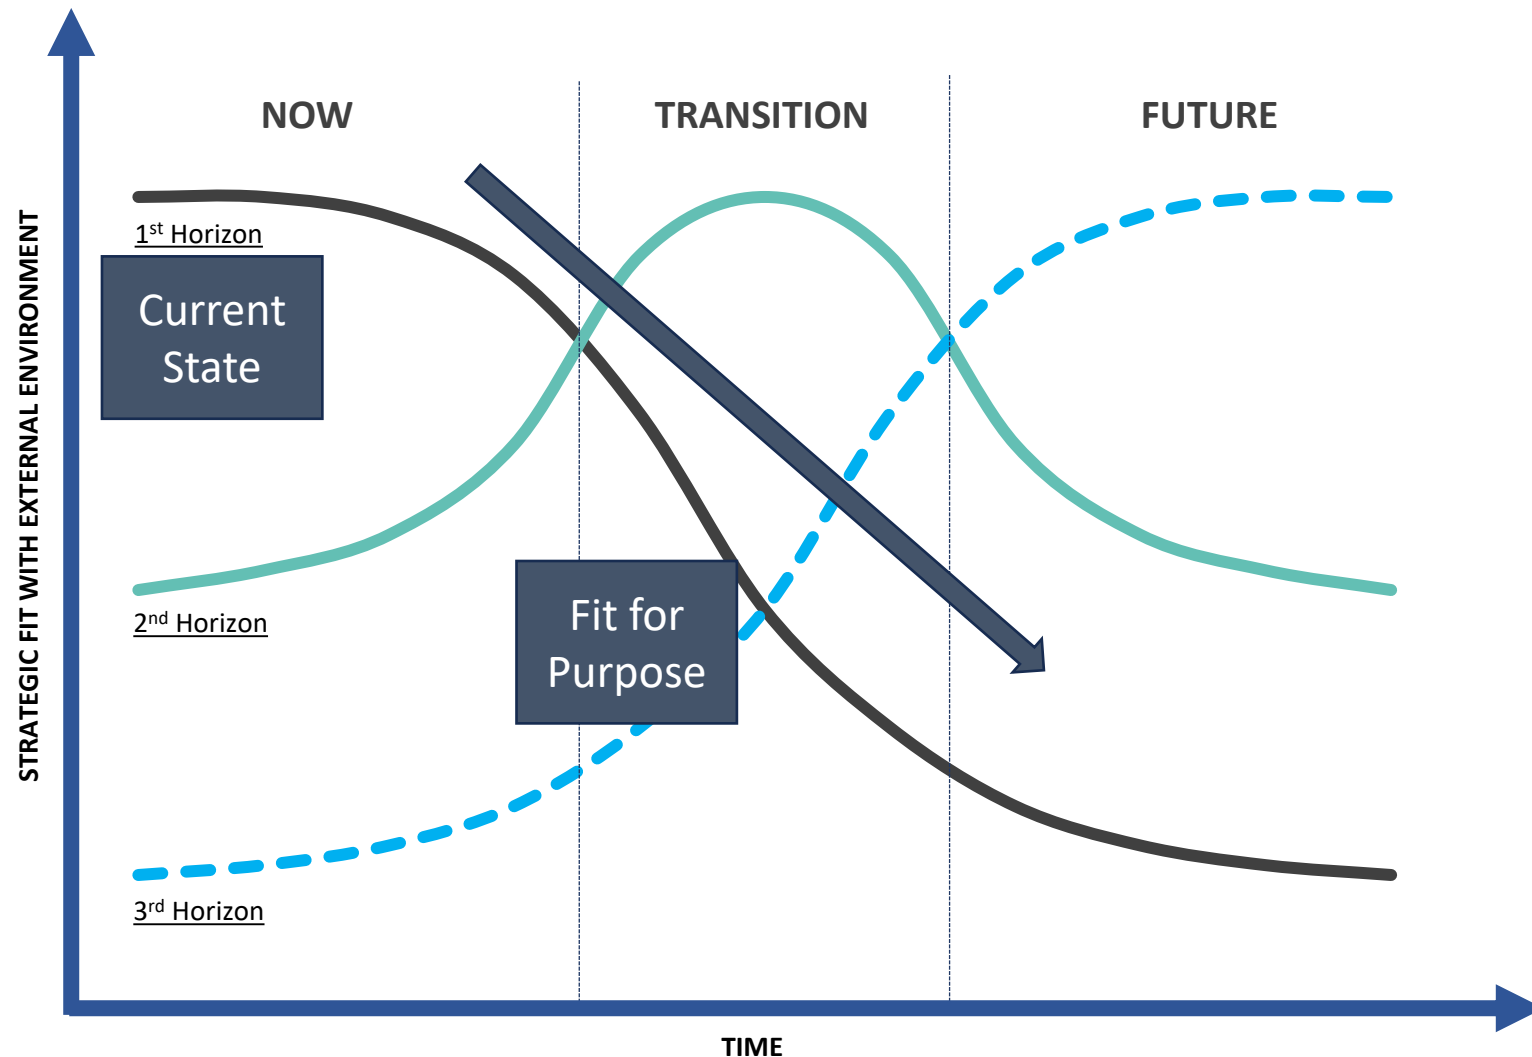 NOW
TRANSITION
FUTURE
STRATEGIC FIT WITH EXTERNAL ENVIRONMENT
1st Horizon
Current
State
2nd Horizon
Fit for
Purpose
3rd Horizon
TIME